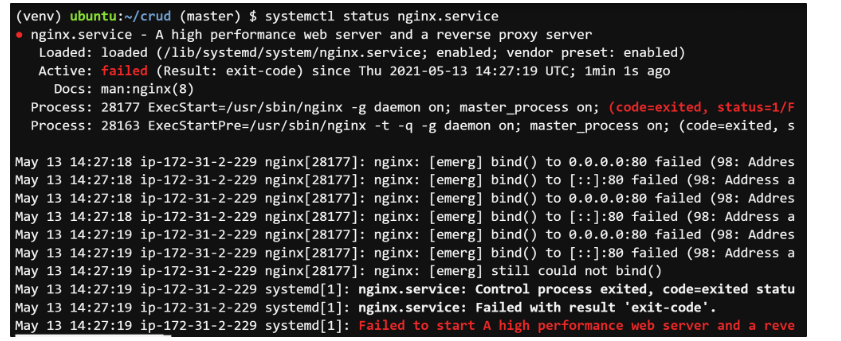 (venv) ubuntu:~/crud (master) $ systemctl status nginx.service
● nginx.service - A high performance web server and a reverse proxy server
Loaded: loaded (/lib/systemd/system/nginx.service; enabled; vendor preset: enabled)
Active: failed (Result: exit-code) since Thu 2021-05-13 14:27:19 UTC; 1min 1s ago
Docs: man:nginx(8)
Process: 28177 ExecStart=/usr/sbin/nginx -g daemon on; master_process on; (code=exited, status=1/F
Process: 28163 ExecStartPre=/usr/sbin/nginx -t -q -g daemon on; master_process on; (code=exited, s
May 13 14:27:18 ip-172-31-2-229 nginx[28177]: nginx: [emerg] bind() to 0.0.0.0:80 failed (98: Addres
May 13 14:27:18 ip-172-31-2-229 nginx[28177]: nginx: [emerg] bind() to [::]:80 failed (98: Address a
May 13 14:27:18 ip-172-31-2-229 nginx[28177]: nginx: [emerg] bind() to 0.0.0.0:80 failed (98: Addres
May 13 14:27:18 ip-172-31-2-229 nginx[28177]: nginx: [emerg] bind() to [::]:80 failed (98: Address a
May 13 14:27:19 ip-172-31-2-229 nginx[28177]: nginx: [emerg] bind() to 0.0.0.0:80 failed (98: Addres
May 13 14:27:19 ip-172-31-2-229 nginx[28177]: nginx: [emerg] bind() to [::]:80 failed (98: Address a
May 13 14:27:19 ip-172-31-2-229 nginx[28177]: nginx: [emerg] still could not bind()
May 13 14:27:19 ip-172-31-2-229 systemd[1]: nginx.service: Control process exited, code=exited statu
May 13 14:27:19 ip-172-31-2-229 systemd[1]: nginx.service: Failed with result 'exit-code'.
May 13 14:27:19 ip-172-31-2-229 systemd[1]: Failed to start A high performance web server and a reve